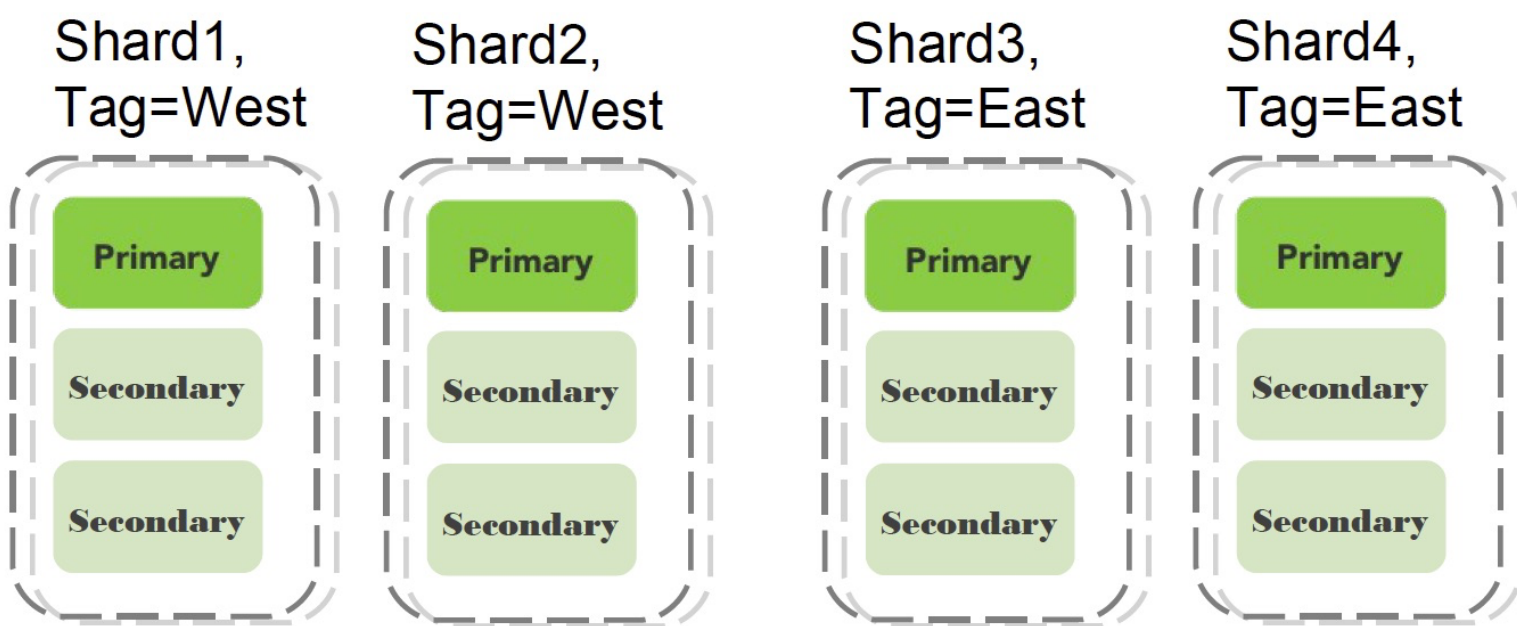 Shard1,
Tag=West
Primary
Secondary
Secondary
Shard2,
Tag=West
Primary
Secondary
Secondary
Shard3,
Tag=East
Primary
Secondary
Secondary
Shard4,
Tag=East
Primary
Secondary
Secondary